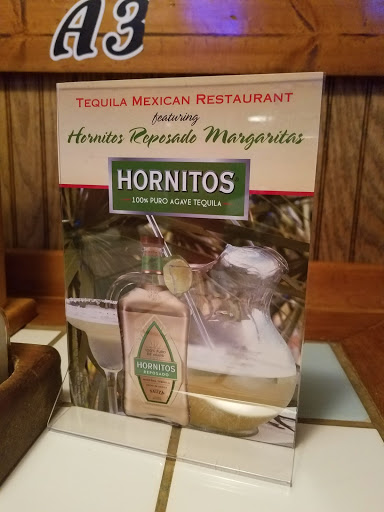 A3
TEQUILA MEXICAN RESTAURANT
featuring
Hornitos Reposado Margaritas
HORNITOS
100% PURO AGAVE TEQUILA
HORNITOS
REPOSADO